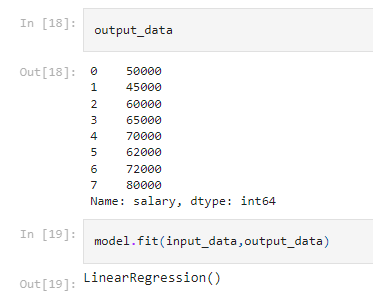 In [18]: output_data
Out[18]: 0    50000
1    45000
2    60000
3    65000
4    70000
5    62000
6    72000
7    80000
Name: salary, dtype: int64
In [19]: model.fit(input_data,output_data)
Out[19]: LinearRegression()